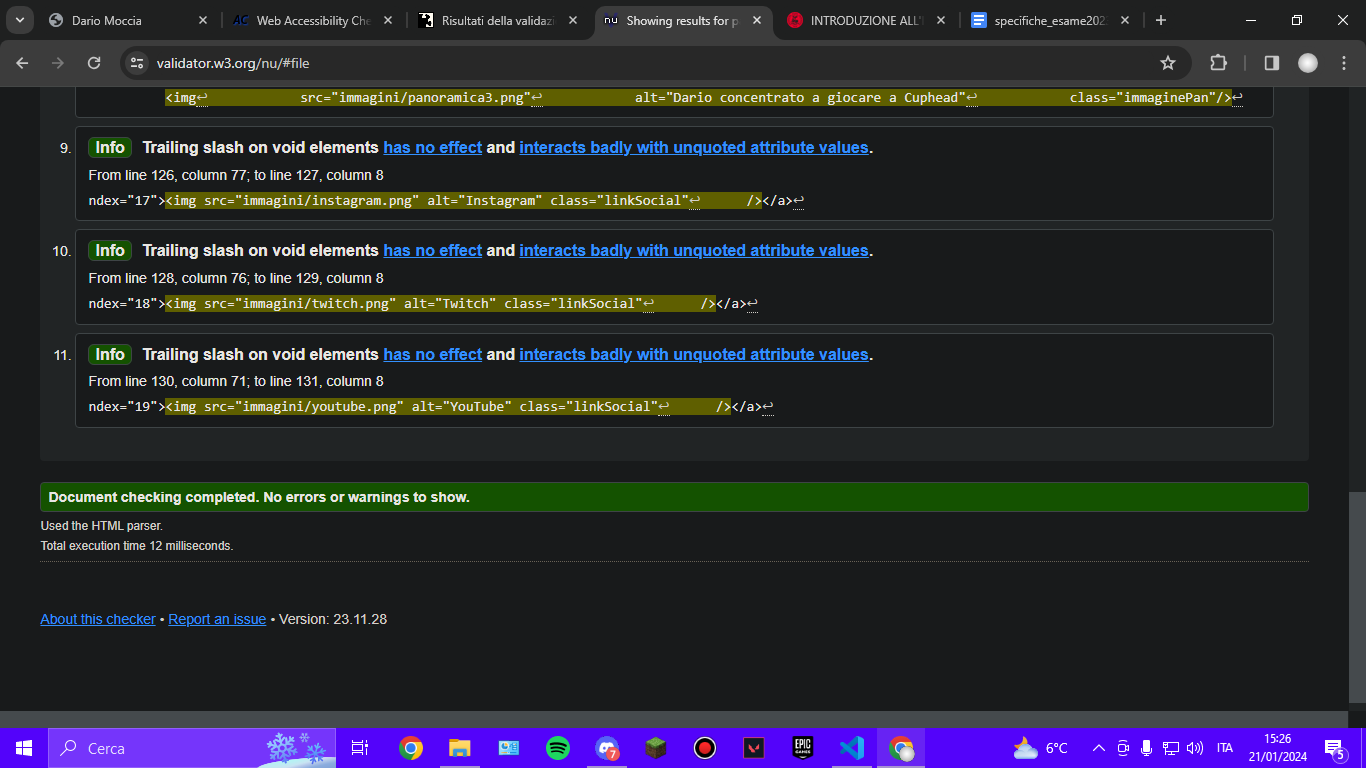 Dario Moccia
AC Web Accessibility Che
Risultati della validazi
nu Showing results for p
INTRODUZIONE ALL'I
specifiche_esame202
validator.w3.org/nu/#file
<img↩ src="immagini/panoramica3.png"↩ alt="Dario concentrato a giocare a Cuphead"↩ class="immaginePan"/>↩
9. Info Trailing slash on void elements has no effect and interacts badly with unquoted attribute values.
From line 126, column 77; to line 127, column 8
ndex="17"><img src="immagini/instagram.png" alt="Instagram" class="linkSocial"↩ /></a>↩
10. Info Trailing slash on void elements has no effect and interacts badly with unquoted attribute values.
From line 128, column 76; to line 129, column 8
ndex="18"><img src="immagini/twitch.png" alt="Twitch" class="linkSocial"↩ /></a>↩
11. Info Trailing slash on void elements has no effect and interacts badly with unquoted attribute values.
From line 130, column 71; to line 131, column 8
ndex="19"><img src="immagini/youtube.png" alt="YouTube" class="linkSocial"↩ /></a>↩
Document checking completed. No errors or warnings to show.
Used the HTML parser.
Total execution time 12 milliseconds.
About this checker • Report an issue • Version: 23.11.28
Cerca
7
EPIC GAMES
6°C
ITA
15:26
21/01/2024
5